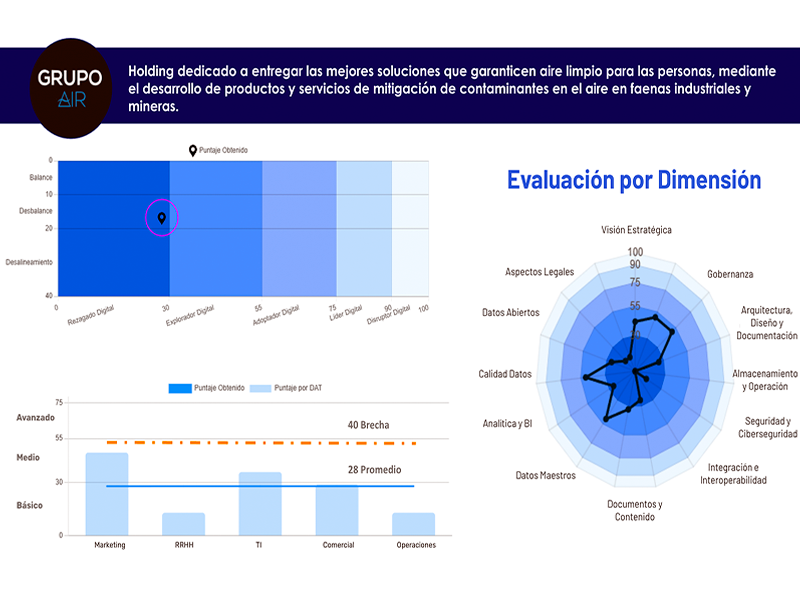 GRUPO
AIR
Holding dedicado a entregar las mejores soluciones que garanticen aire limpio para las personas, mediante
el desarrollo de productos y servicios de mitigación de contaminantes en el aire en faenas industriales y
mineras.
Puntaje Obtenido
0
Balance
10
Desbalance
20
Desalineamiento
40
0
30
55
75
90
100
Rezagado Digital
Explorador Digital
Adoptador Digital
Líder Digital
Disruptor Digital
Puntaje Obtenido
Puntaje por DAT
75
Avanzado
55
Medio
30
Básico
0
40 Brecha
28 Promedio
Marketing
RRHH
TI
Comercial
Operaciones
Evaluación por Dimensión
Visión Estratégica
100
90
75
55
Aspectos Legales
Gobernanza
Datos Abiertos
Arquitectura,
Diseño y
Documentación
Calidad Datos
Almacenamiento
y Operación
Analítica y BI
Seguridad y
Ciberseguridad
Datos Maestros
Integración e
Interoperabilidad
Documentos y
Contenido